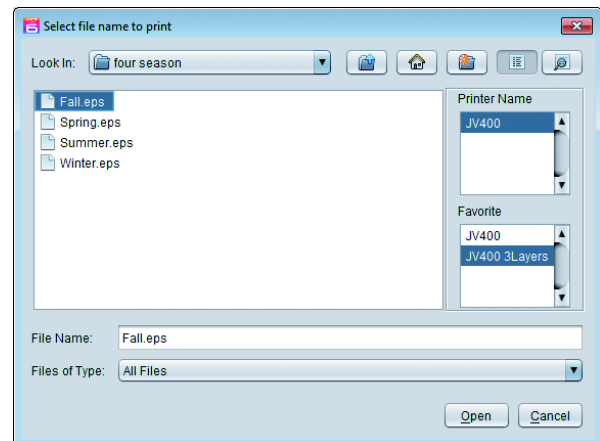 Select file name to print
Look In: four season
Fall.eps
Spring.eps
Summer.eps
Winter.eps
Printer Name
JV400
Favorite
JV400
JV400 3Layers
File Name: Fall.eps
Files of Type: All Files
Open Cancel